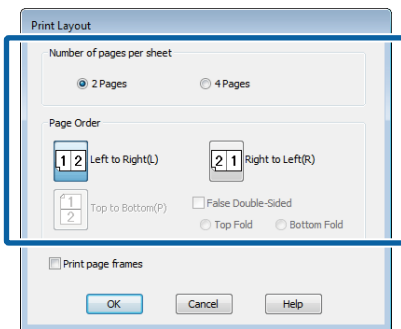 Print Layout
Number of pages per sheet
2 Pages 4 Pages
Page Order
1 2 Left to Right(L) 2 1 Right to Left(R)
1 2 Top to Bottom(P) False Double-Sided
Top Fold Bottom Fold
Print page frames
OK Cancel Help